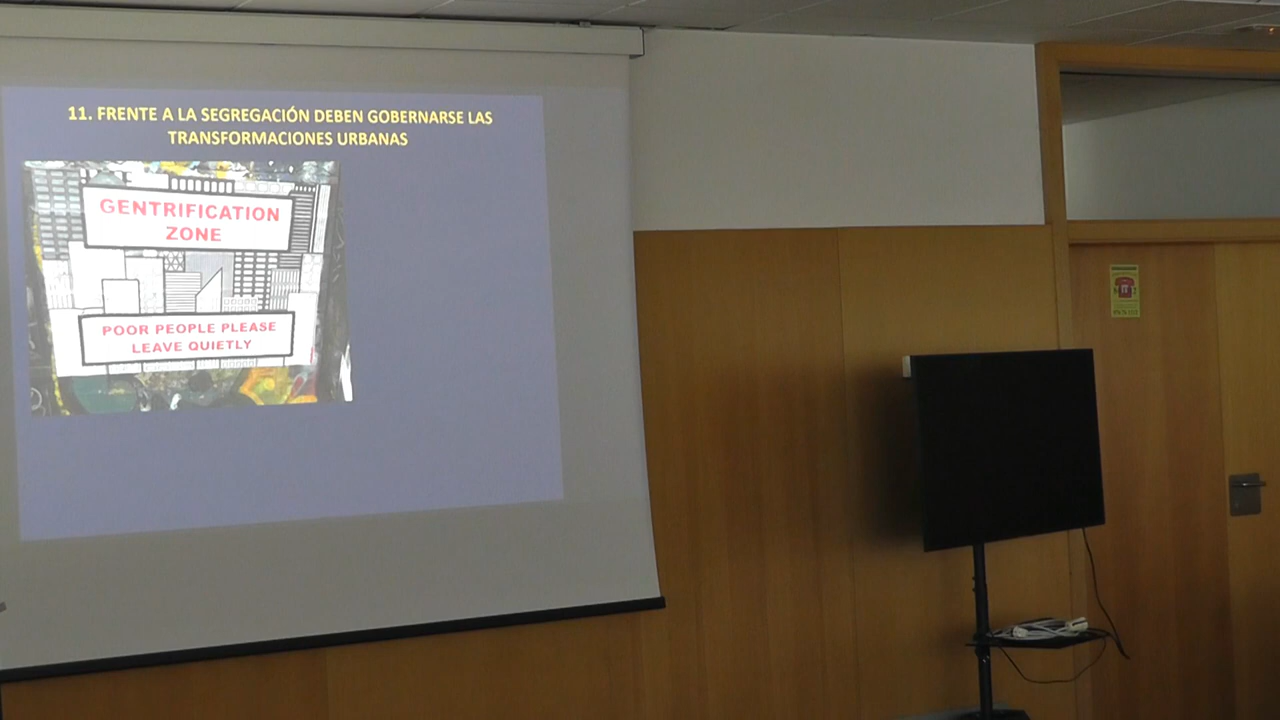 11. FRENTE A LA SEGREGACIÓN DEBEN GOBERNARSE LAS
TRANSFORMACIONES URBANAS
GENTRIFICATION
ZONE
POOR PEOPLE PLEASE
LEAVE QUIETLY